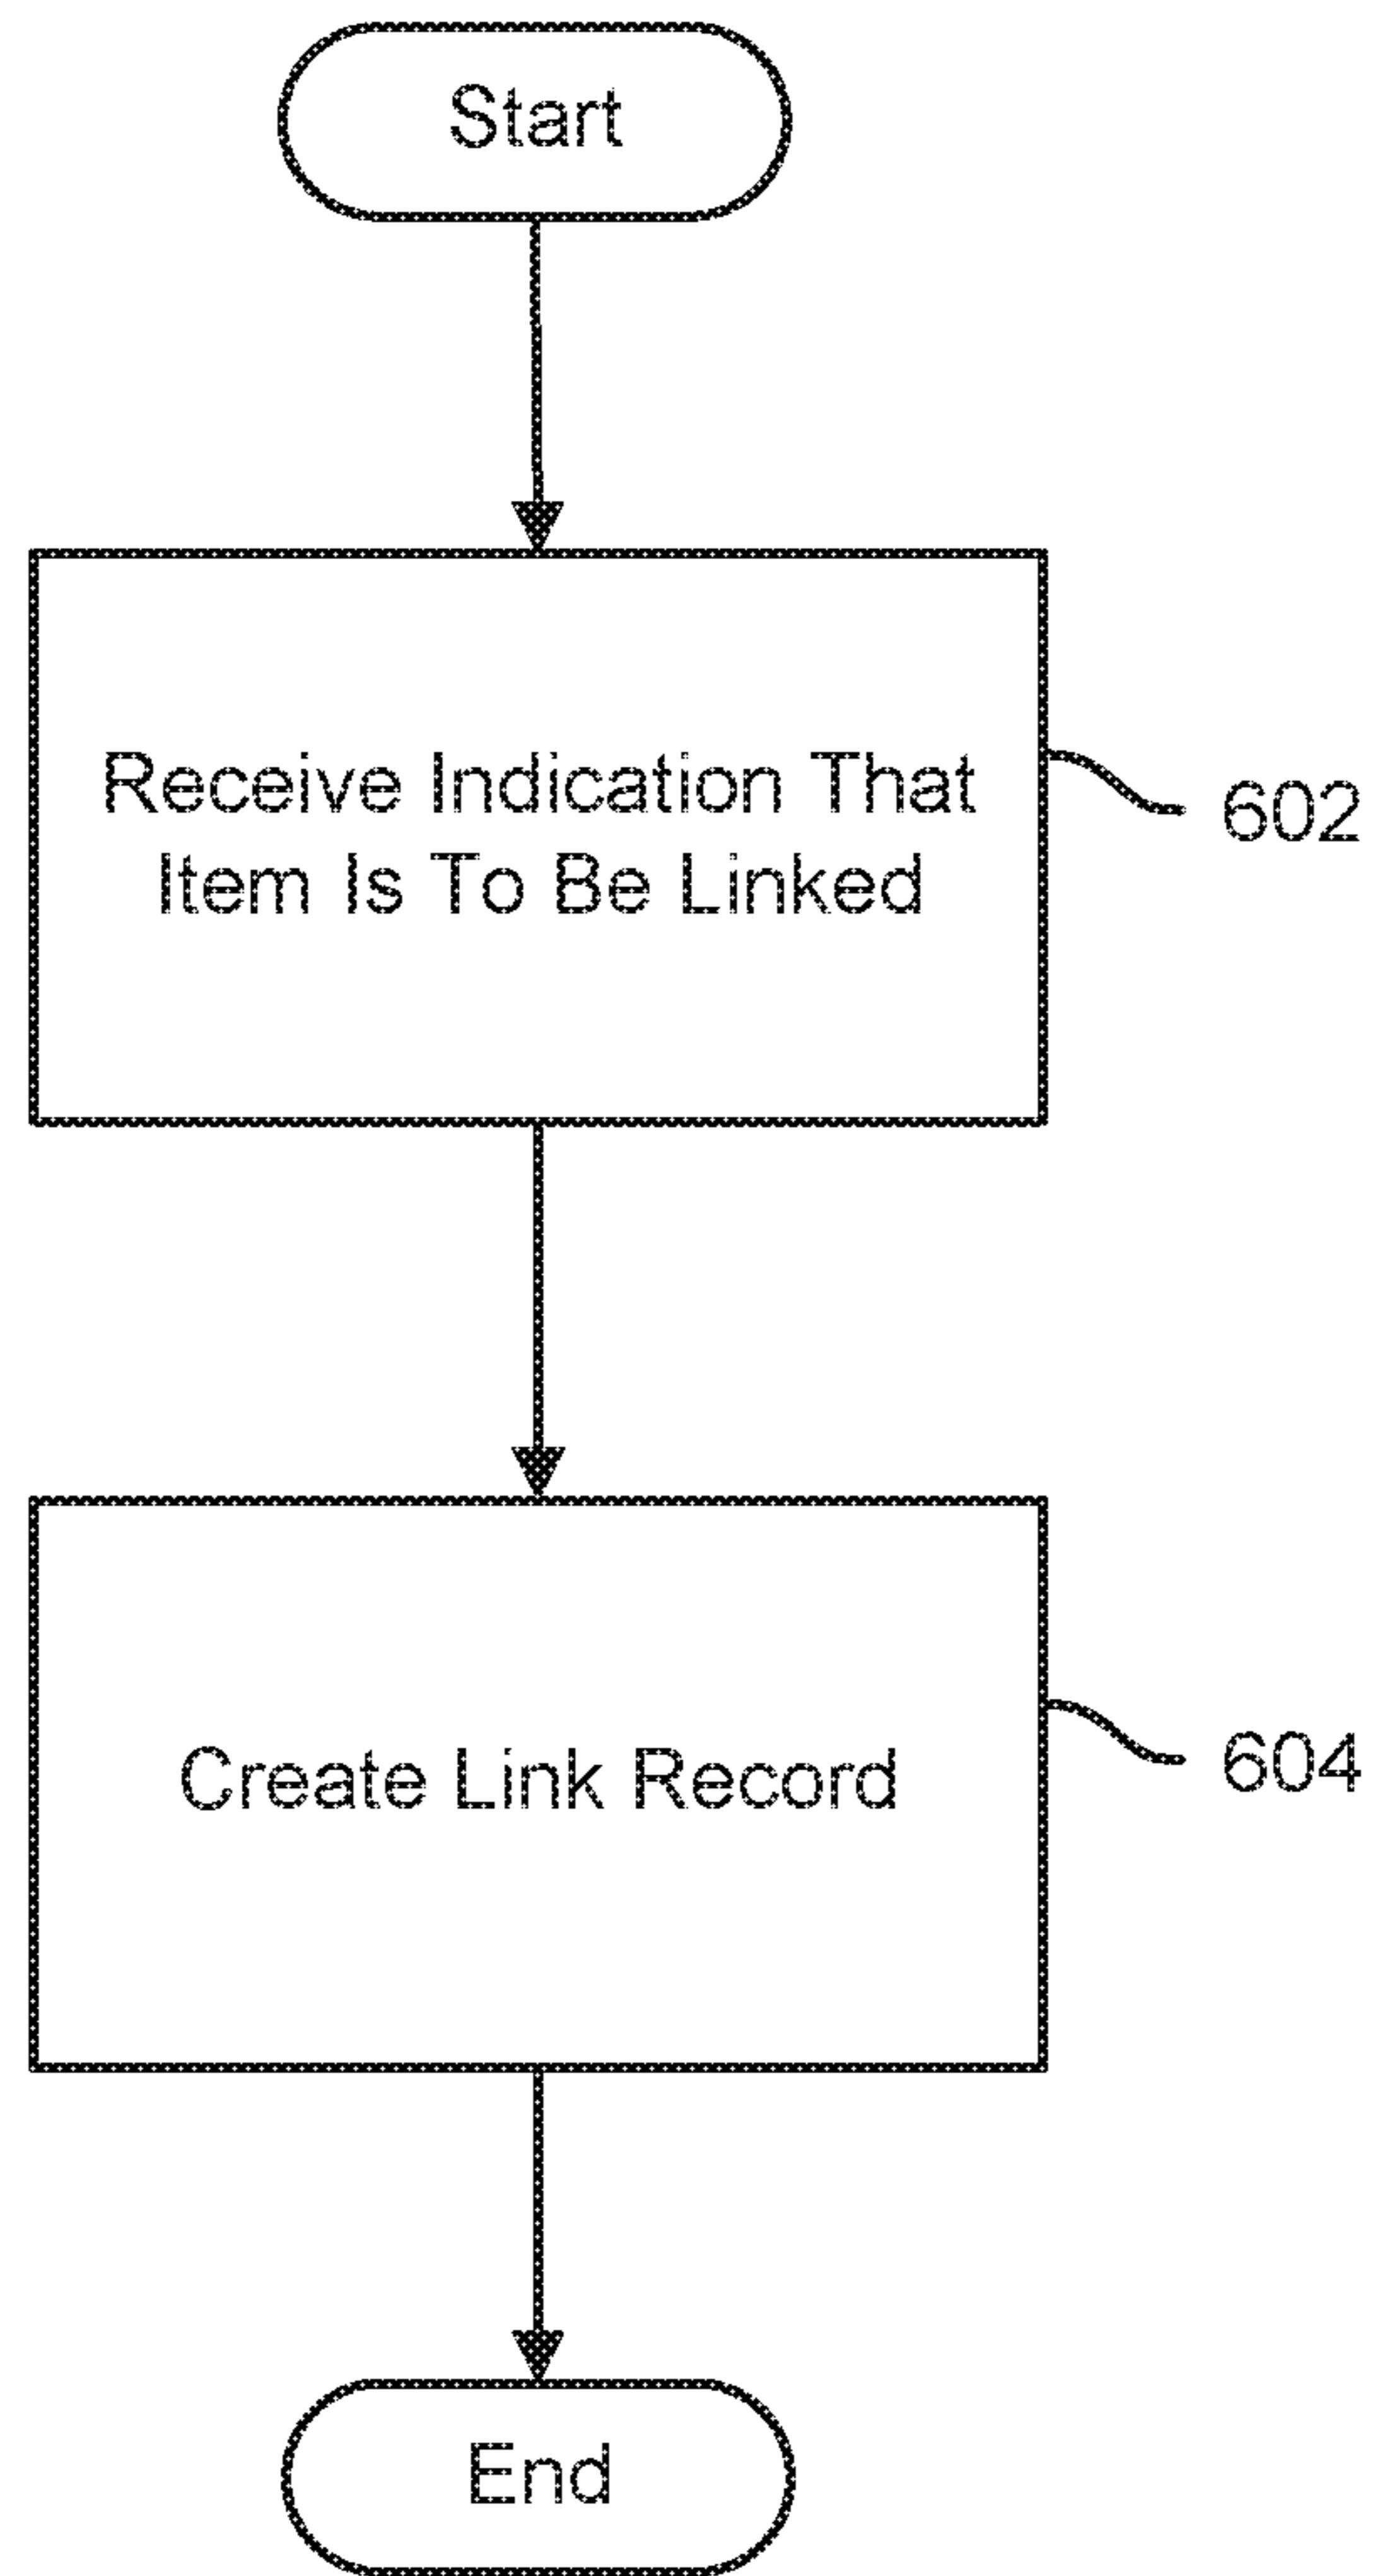 Start
Receive Indication That
Item Is To Be Linked
602
Create Link Record
604
End